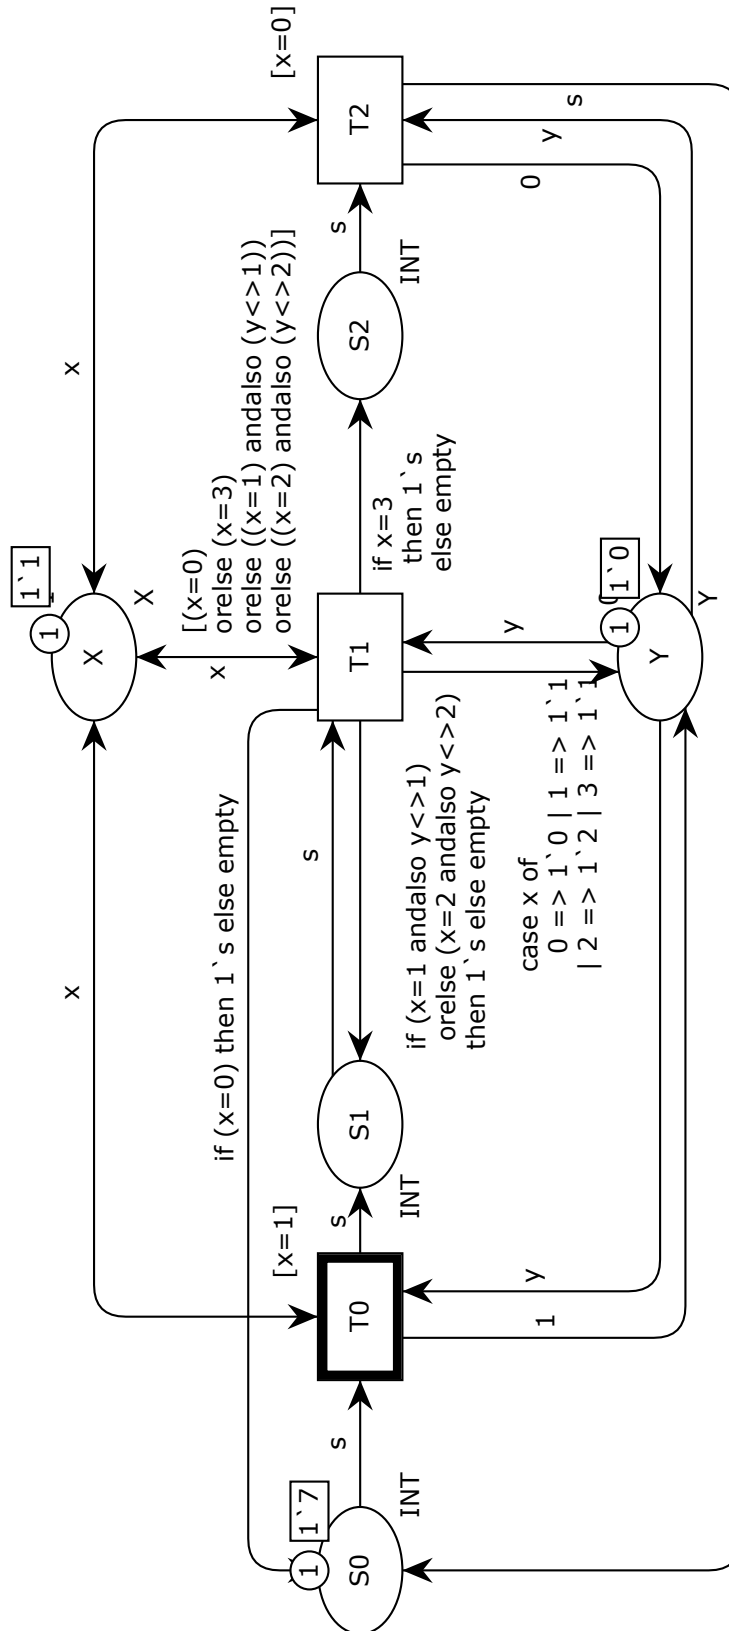 1`1
1
X
X
x
x
x
[x=0]
T2
s
y
0
s
S2
INT
[(x=0)
orelse (x=3)
orelse ((x=1) andalso (y<>1))
orelse ((x=2) andalso (y<>2))]
if x=3
then 1`s
else empty
T1
y
s
if (x=0) then 1`s else empty
if (x=1 andalso y<>1)
orelse (x=2 andalso y<>2)
then 1`s else empty
case x of
0 => 1`0 | 1 => 1`1
| 2 => 1`2 | 3 => 1`1
1`0
1
Y
Y
S1
INT
s
[x=1]
T0
y
1
s
1`7
1
S0
INT